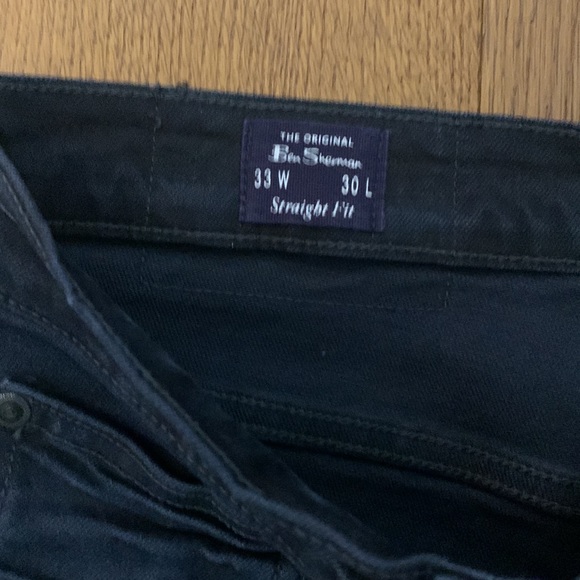 THE ORIGINAL
Ben Sherman
33 W 30 L
Straight Fit